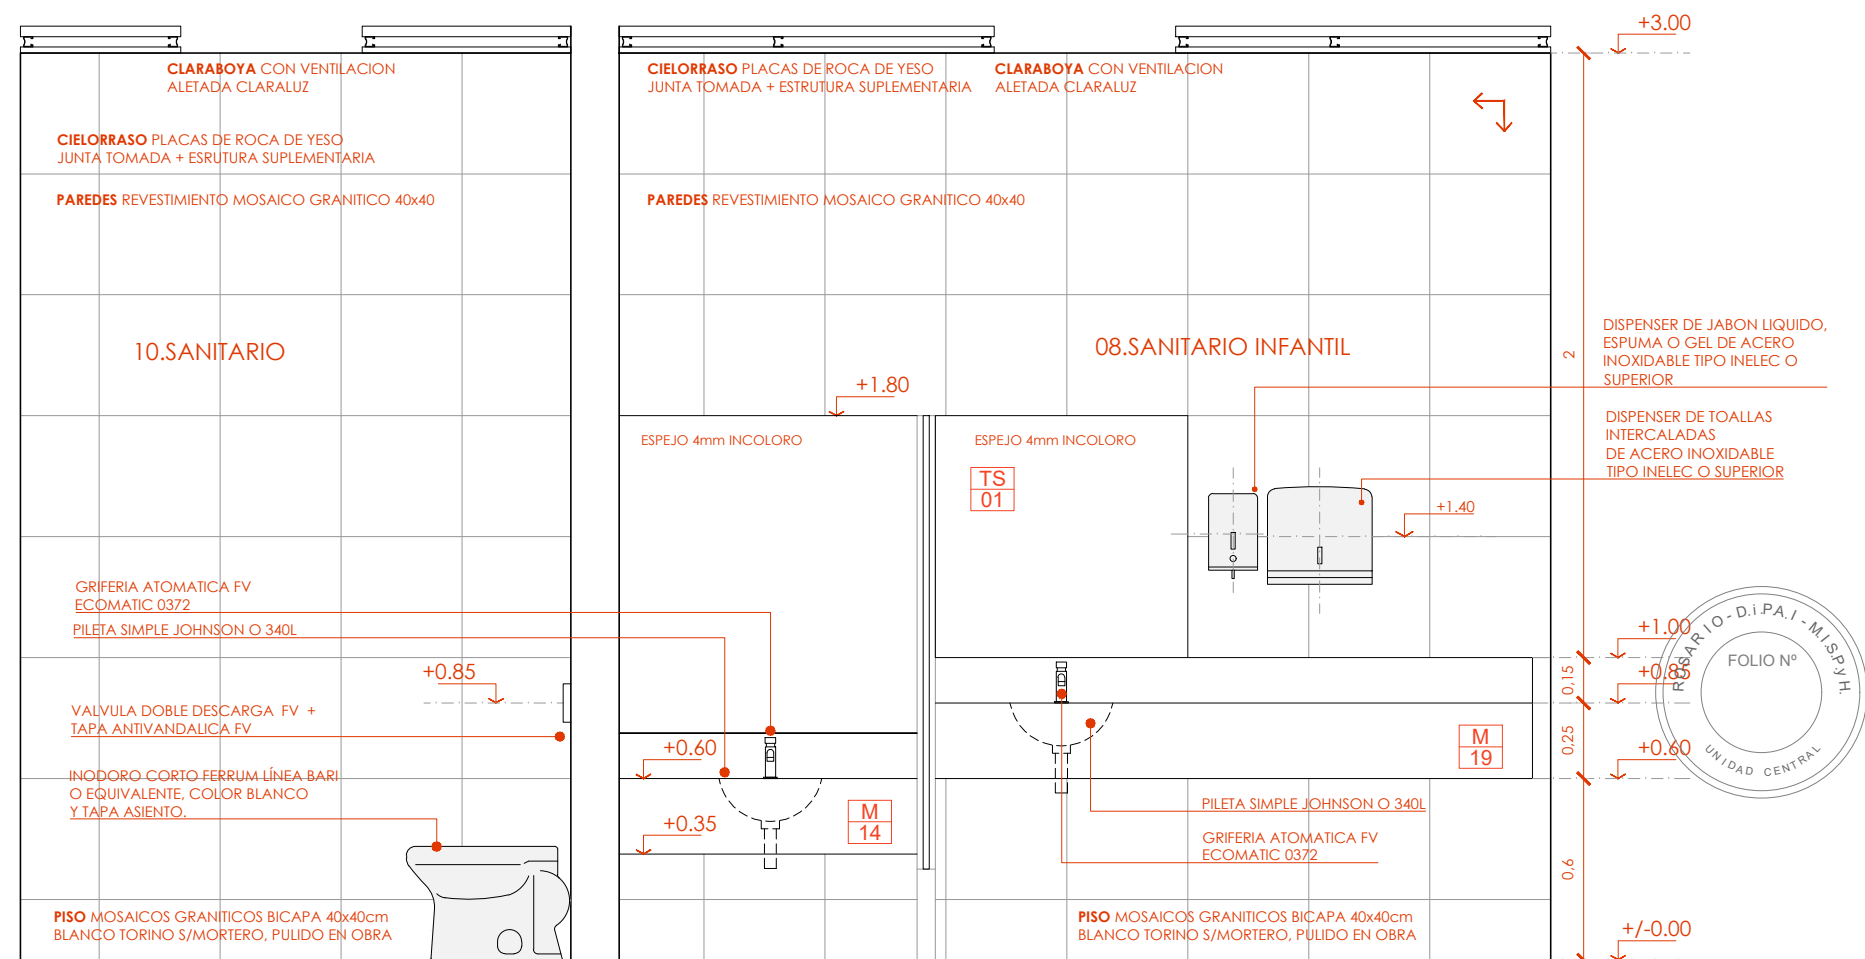 +3.00
CLARABOYA CON VENTILACION
ALETADA CLARALUZ
CIELORRASO PLACAS DE ROCA DE YESO
JUNTA TOMADA + ESTRUTURA SUPLEMENTARIA
CLARABOYA CON VENTILACION
ALETADA CLARALUZ
CIELORRASO PLACAS DE ROCA DE YESO
JUNTA TOMADA + ESRUTURA SUPLEMENTARIA
PAREDES REVESTIMIENTO MOSAICO GRANITICO 40x40
PAREDES REVESTIMIENTO MOSAICO GRANITICO 40x40
10.SANITARIO
08.SANITARIO INFANTIL
2
DISPENSER DE JABON LIQUIDO,
ESPUMA O GEL DE ACERO
INOXIDABLE TIPO INELEC O
SUPERIOR
+1.80
DISPENSER DE TOALLAS
INTERCALADAS
DE ACERO INOXIDABLE
TIPO INELEC O SUPERIOR
ESPEJO 4mm INCOLORO
ESPEJO 4mm INCOLORO
TS
01
+1.40
GRIFERIA ATOMATICA FV
ECOMATIC 0372
PILETA SIMPLE JOHNSON O 340L
+0.85
VALVULA DOBLE DESCARGA FV +
TAPA ANTIVANDALICA FV
INODORO CORTO FERRUM LÍNEA BARI
O EQUIVALENTE, COLOR BLANCO
Y TAPA ASIENTO.
+0.60
+0.35
M
14
M
19
PILETA SIMPLE JOHNSON O 340L
GRIFERIA ATOMATICA FV
ECOMATIC 0372
0,15
0,25
0,6
+1.00
+0.85
+0.60
ROSARIO - D.i.P.A.I - M.I.S.P.yH.
FOLIO Nº
UNIDAD CENTRAL
PISO MOSAICOS GRANITICOS BICAPA 40x40cm
BLANCO TORINO S/MORTERO, PULIDO EN OBRA
PISO MOSAICOS GRANITICOS BICAPA 40x40cm
BLANCO TORINO S/MORTERO, PULIDO EN OBRA
+/-0.00